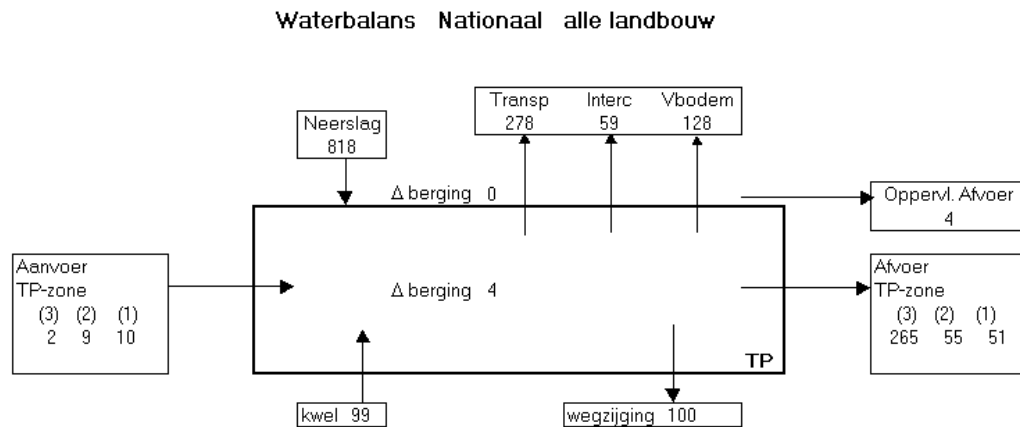 Waterbalans Nationaal alle landbouw
Transp Interc Vbodem
278 59 128
Neerslag
818
Δ berging 0
Oppervl. Afvoer
4
Aanvoer
TP-zone
(3) (2) (1)
2 9 10
Δ berging 4
Afvoer
TP-zone
(3) (2) (1)
265 55 51
TP
kwel 99
wegzijging 100